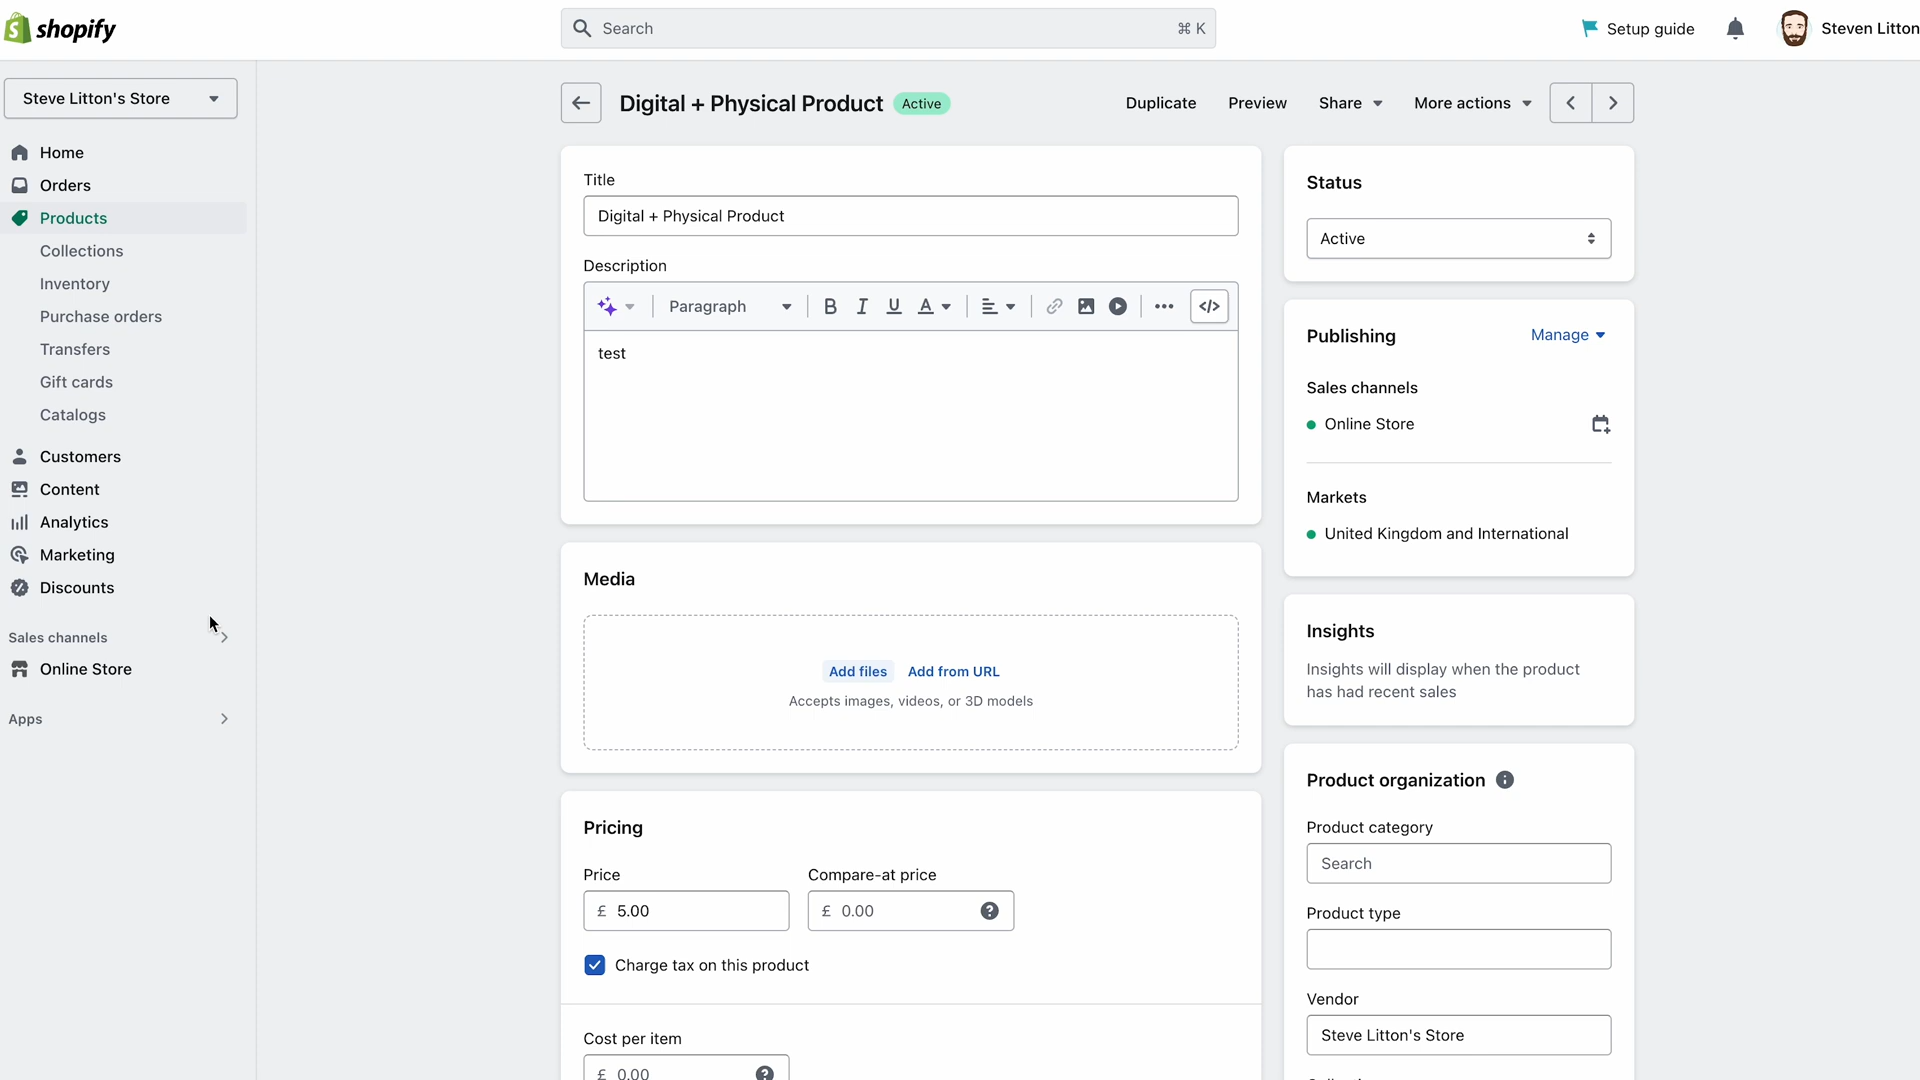 shopify
Search
⌘ K
Setup guide
Steven Litton
Steve Litton's Store
Home
Orders
Products
Collections
Inventory
Purchase orders
Transfers
Gift cards
Catalogs
Customers
Content
Analytics
Marketing
Discounts
Sales channels
Online Store
Apps
Digital + Physical Product
Active
Duplicate
Preview
Share
More actions
Title
Digital + Physical Product
Description
Paragraph
B I U A
test
Media
Add files
Add from URL
Accepts images, videos, or 3D models
Pricing
Price
Compare-at price
£ 5.00
£ 0.00
Charge tax on this product
Cost per item
£ 0.00
Status
Active
Publishing
Manage
Sales channels
Online Store
Markets
United Kingdom and International
Insights
Insights will display when the product
has had recent sales
Product organization
Product category
Search
Product type
Vendor
Steve Litton's Store